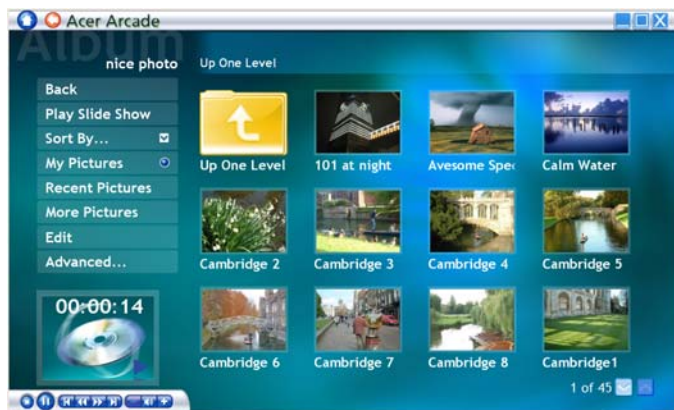 Acer Arcade
Album
nice photo
Up One Level
Back
Play Slide Show
Sort By...
My Pictures
Recent Pictures
More Pictures
Edit
Advanced...
00:00:14
Up One Level
101 at night
Avesome Spe
Calm Water
Cambridge 2
Cambridge 3
Cambridge 4
Cambridge 5
Cambridge 6
Cambridge 7
Cambridge 8
Cambridge1
1 of 45